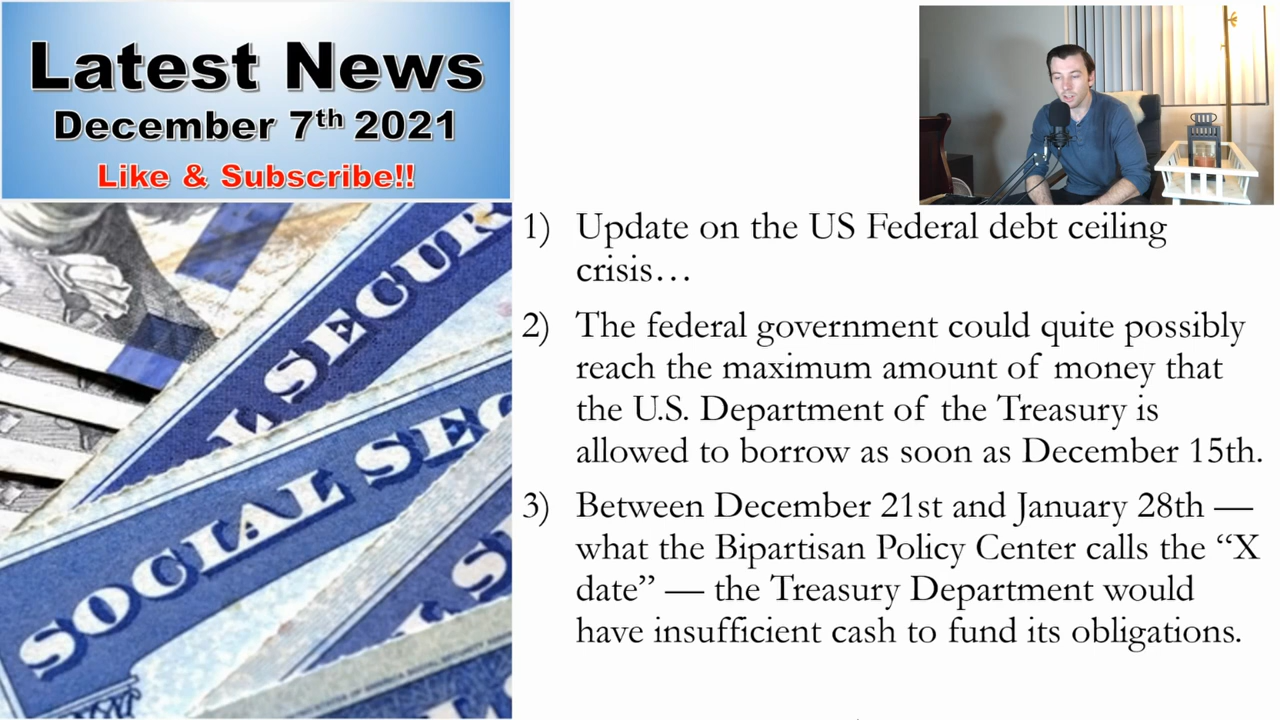 Latest News
December 7th 2021
Like & Subscribe!!
1) Update on the US Federal debt ceiling
crisis…
2) The federal government could quite possibly
reach the maximum amount of money that
the U.S. Department of the Treasury is
allowed to borrow as soon as December 15th.
3) Between December 21st and January 28th —
what the Bipartisan Policy Center calls the “X
date” — the Treasury Department would
have insufficient cash to fund its obligations.
L SECUR
SOCIAL SEC
L S